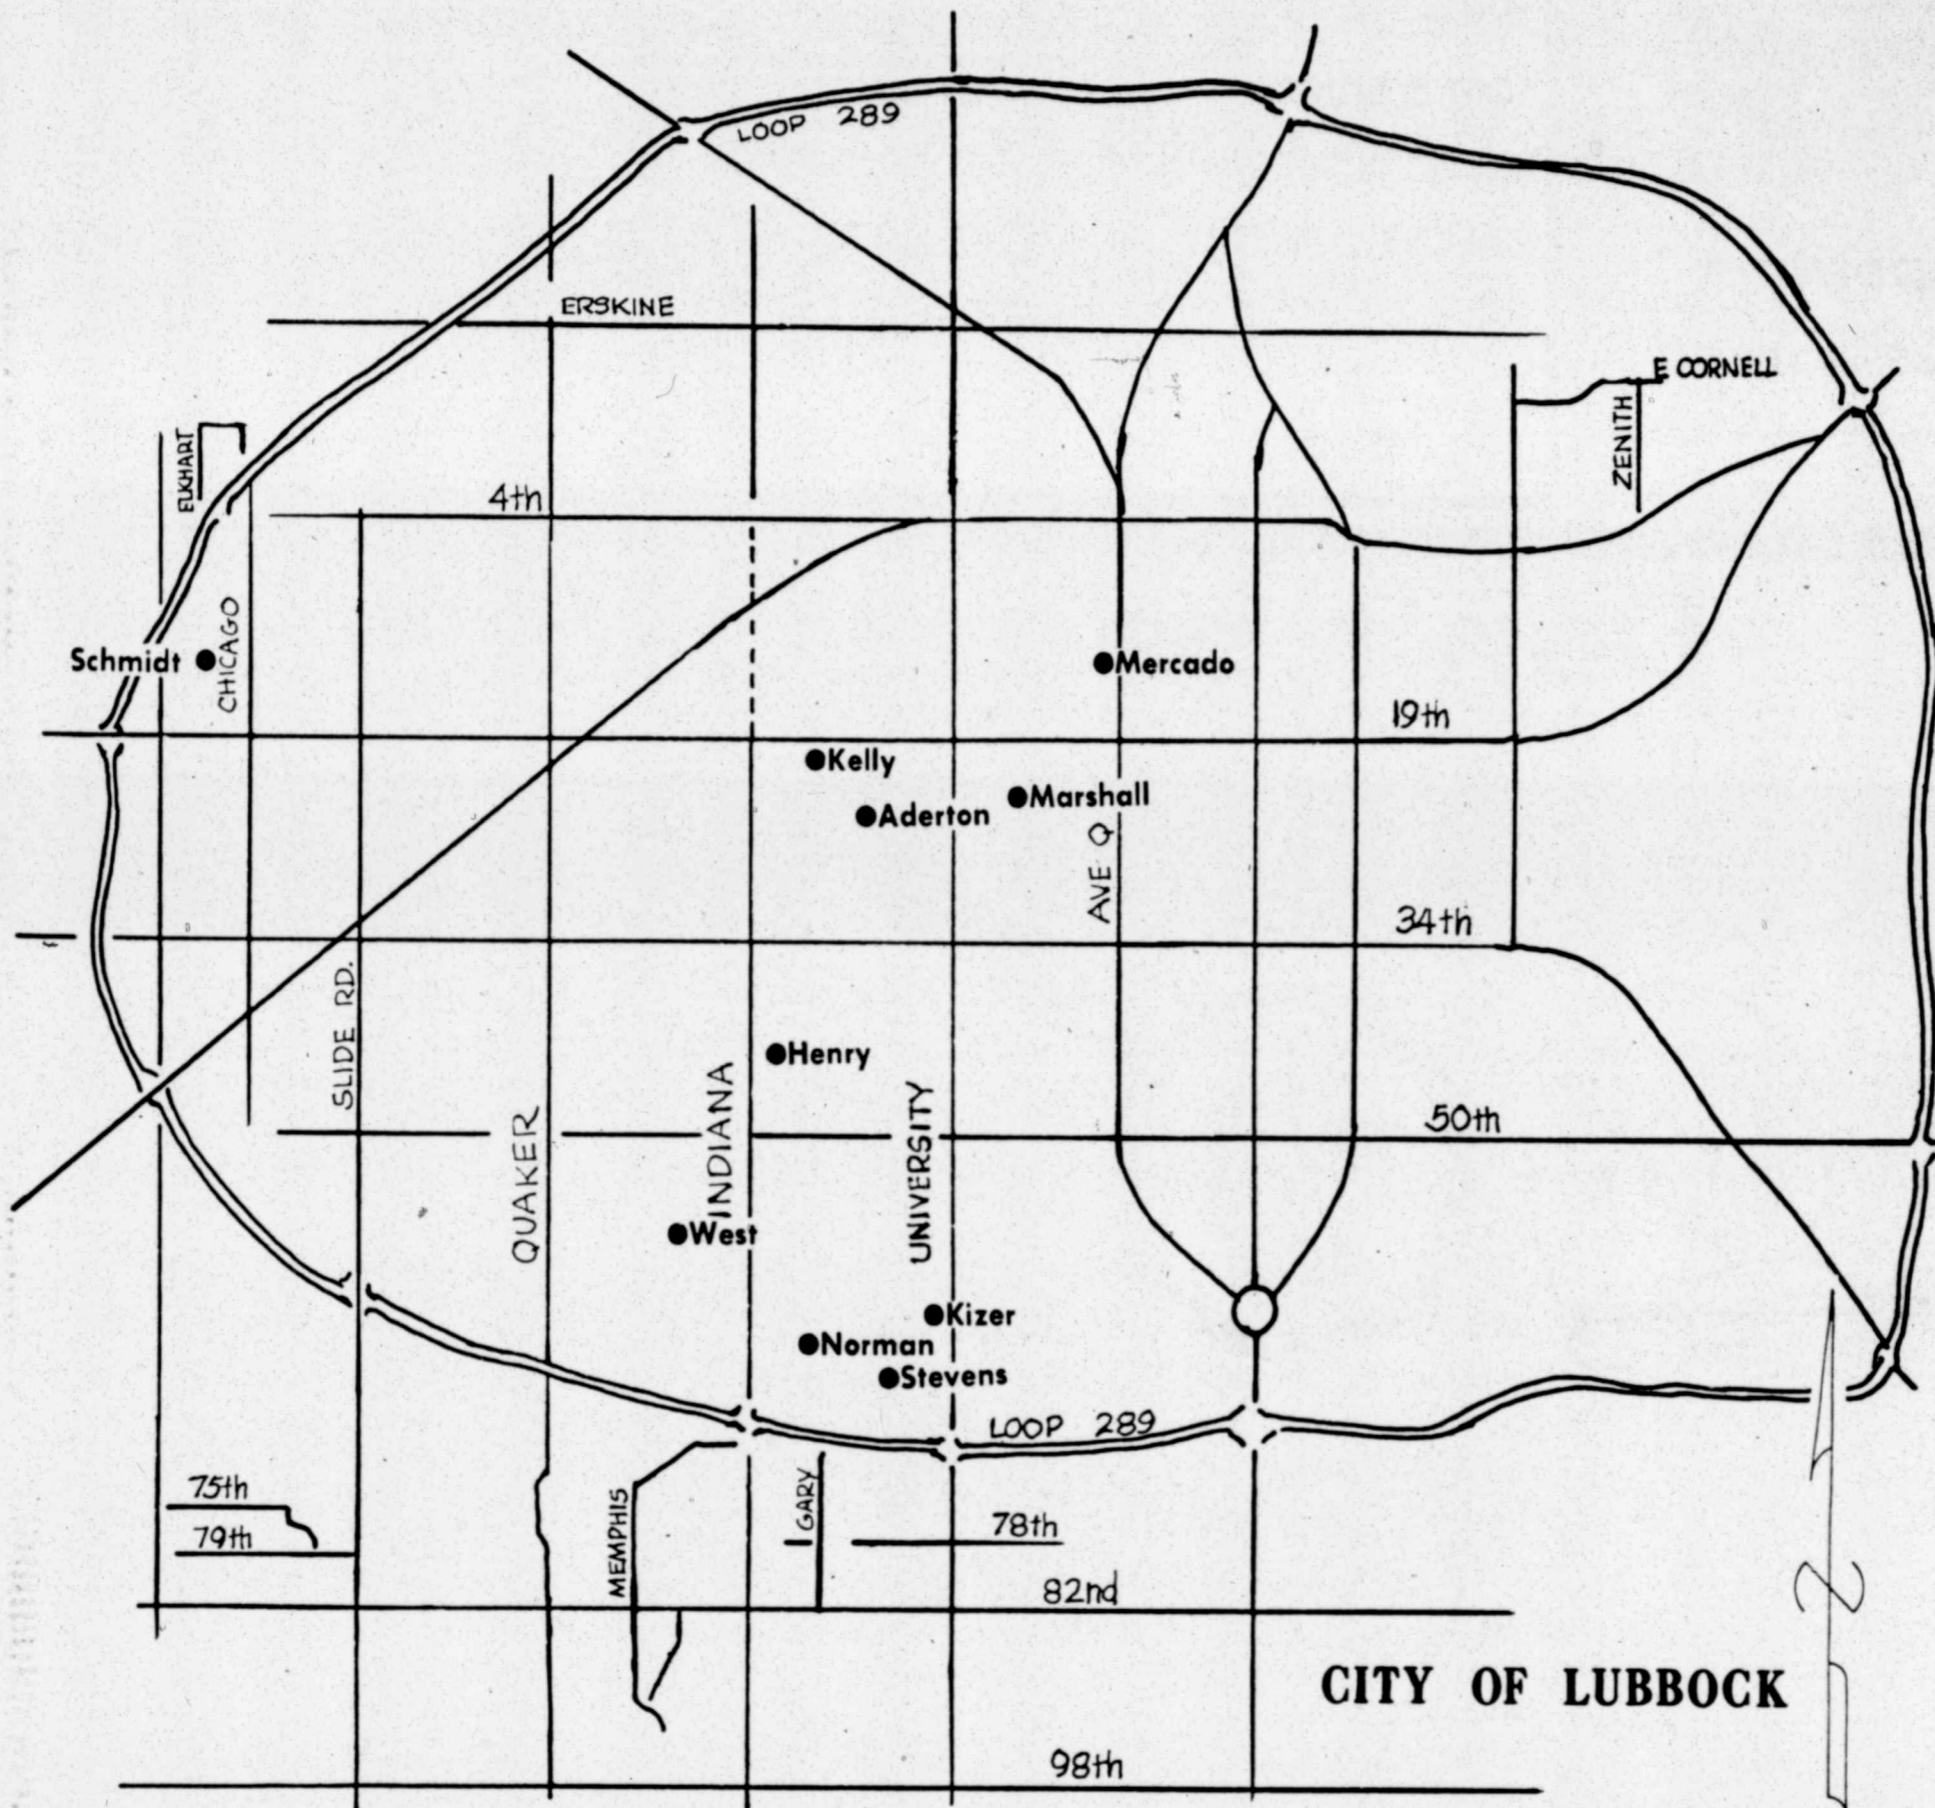 LOOP 289
ERSKINE
E CORNELL
ZENITH
ELKHART
4th
CHICAGO
Schmidt
Mercado
19th
Kelly
Marshall
Aderton
AVE Q
34th
SLIDE RD.
Henry
INDIANA
UNIVERSITY
QUAKER
50th
West
Kizer
Norman
Stevens
LOOP 289
75th
GARY
MEMPHIS
78th
79th
82nd
N
CITY OF LUBBOCK
98th